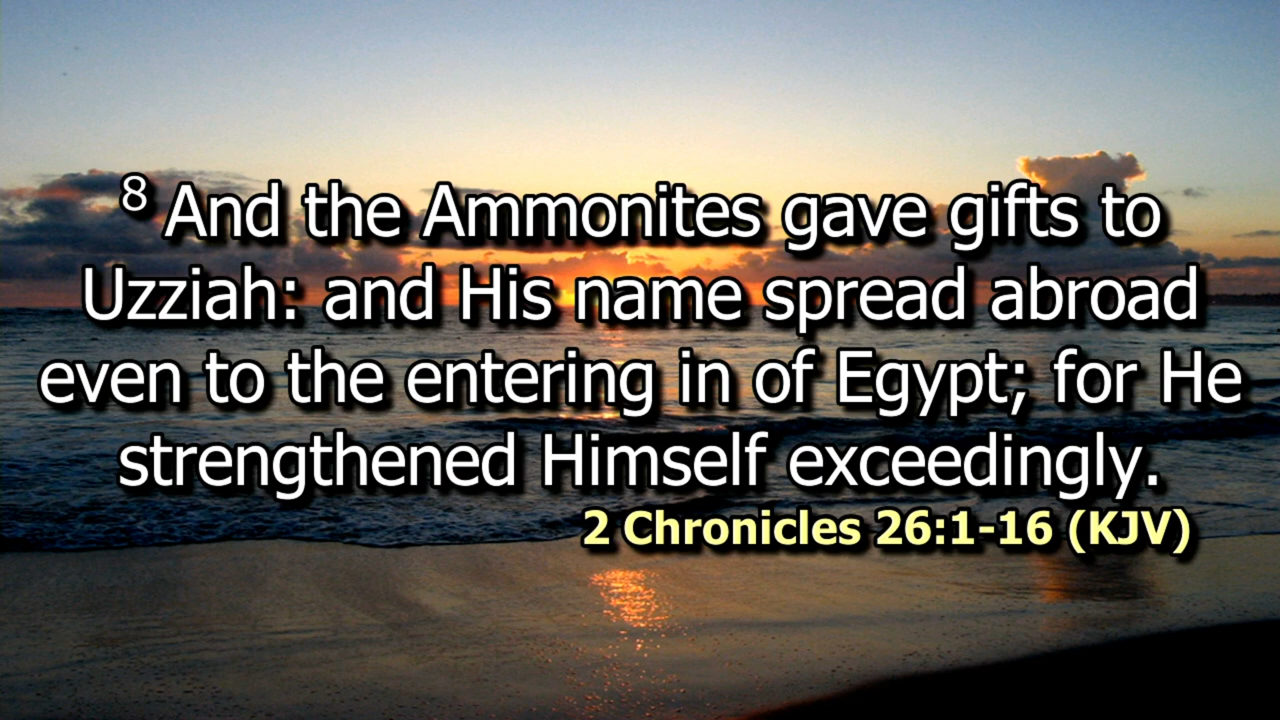 8 And the Ammonites gave gifts to
Uzziah: and His name spread abroad
even to the entering in of Egypt; for He
strengthened Himself exceedingly.
2 Chronicles 26:1-16 (KJV)